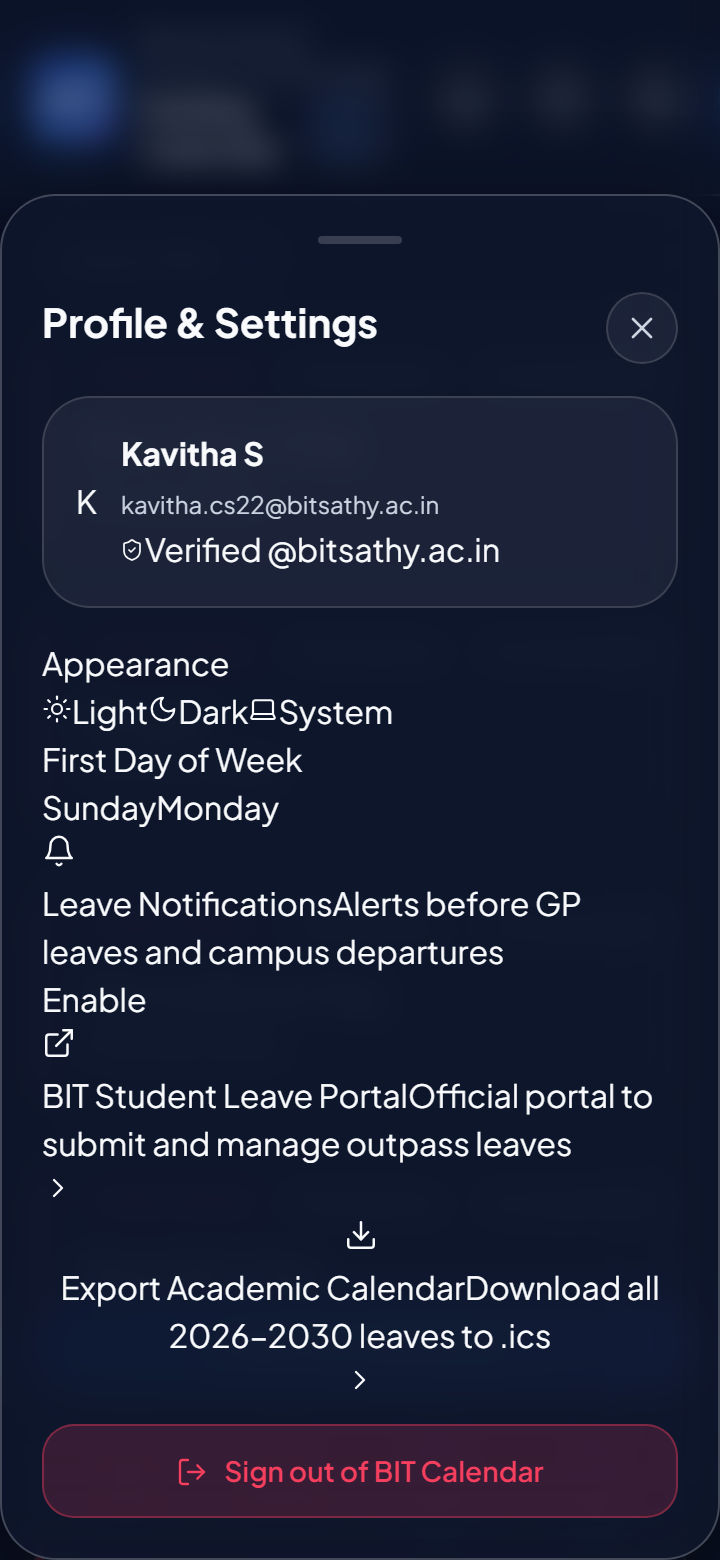 Profile & Settings
Kavitha S
K
kavitha.cs22@bitsathy.ac.in
Verified @bitsathy.ac.in
Appearance
LightDarkSystem
First Day of Week
SundayMonday
Leave NotificationsAlerts before GP
leaves and campus departures
Enable
BIT Student Leave PortalOfficial portal to
submit and manage outpass leaves
Export Academic CalendarDownload all
2026–2030 leaves to .ics
Sign out of BIT Calendar